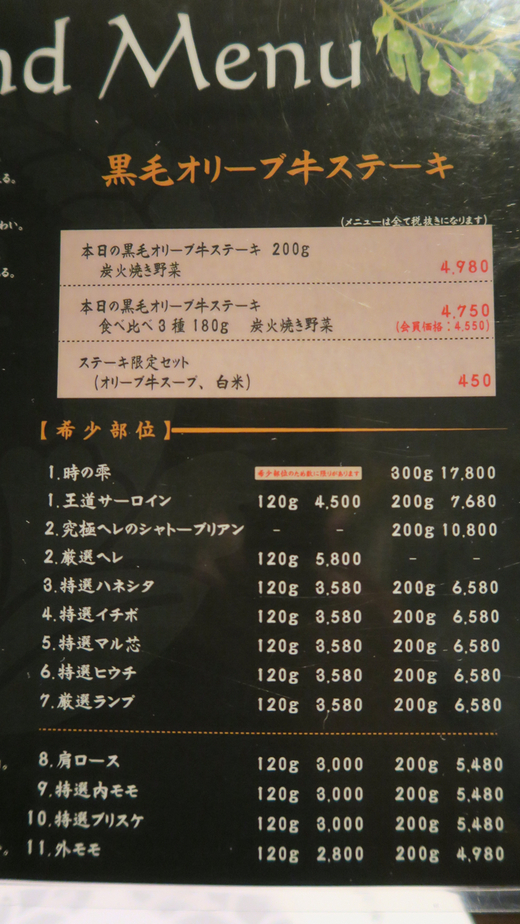 nd Menu
黒毛オリーブ牛ステーキ
(メニューは全て税抜きになります)
本日の黒毛オリーブ牛ステーキ 200g
炭火焼き野菜 4,980
本日の黒毛オリーブ牛ステーキ 4,750
食べ比べ3種180g 炭火焼き野菜 (会員価格：4,550)
ステーキ限定セット
(オリーブ牛スープ、白米) 450
【希少部位】
1.時の雫 希少部位のため数に限りがあります 300g 17,800
1.王道サーロイン 120g 4,500 200g 7,680
2.究極ヘレのシャトーブリアン - - 200g 10,800
2.厳選ヘレ 120g 5,800 - -
3.特選ハネシタ 120g 3,580 200g 6,580
4.特選イチボ 120g 3,580 200g 6,580
5.特選マル芯 120g 3,580 200g 6,580
6.特選ヒウチ 120g 3,580 200g 6,580
7.厳選ランプ 120g 3,580 200g 6,580
8.肩ロース 120g 3,000 200g 5,480
9.特選内モモ 120g 3,000 200g 5,480
10.特選ブリスケ 120g 3,000 200g 5,480
11.外モモ 120g 2,800 200g 4,980